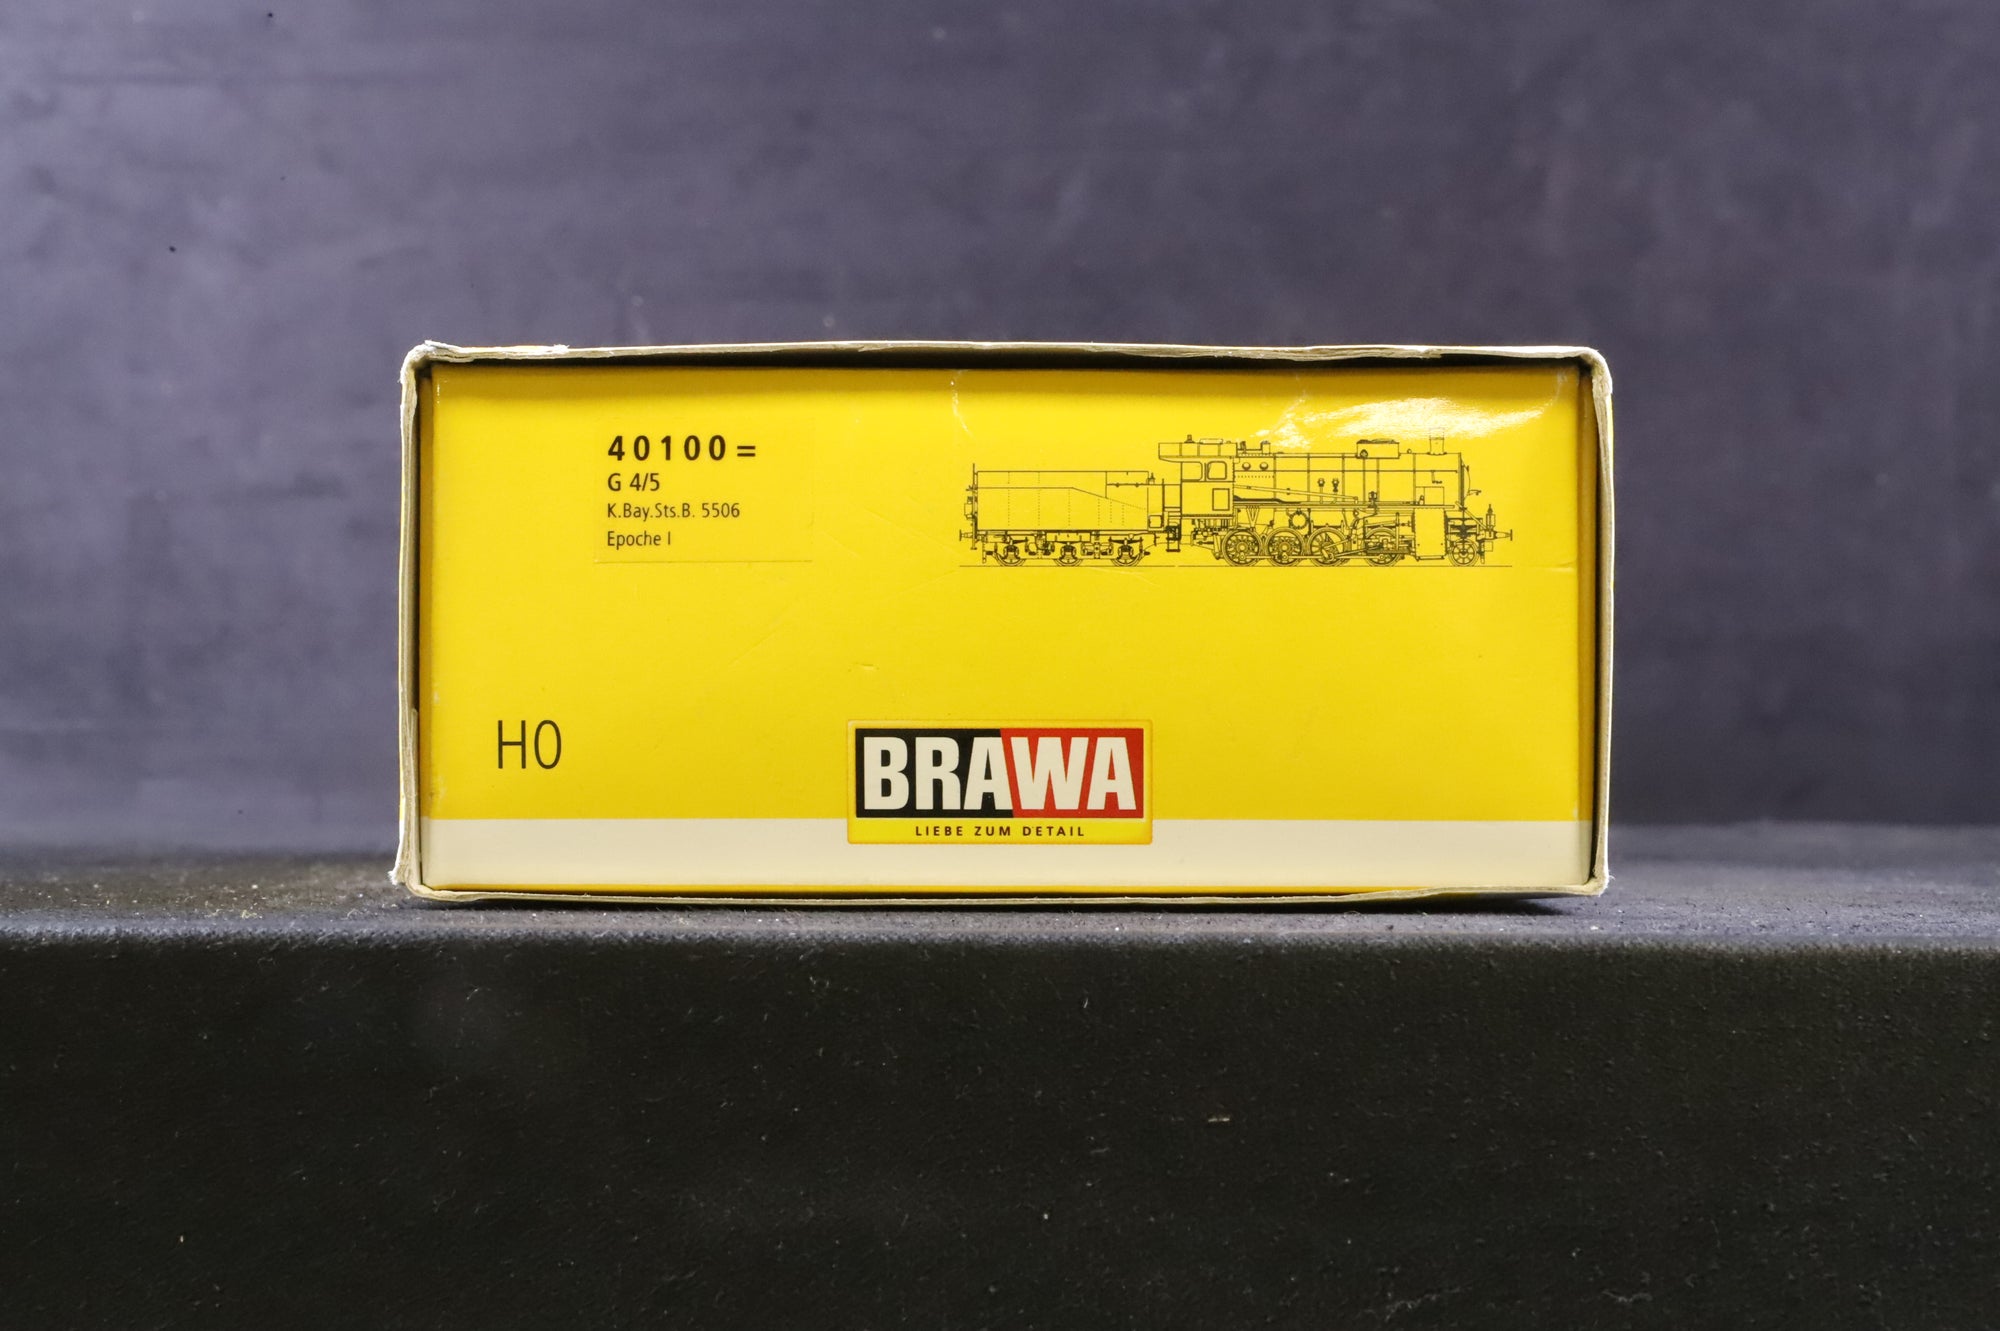 40100=
G 4/5
K.Bay.Sts.B. 5506
Epoche I
H0
BRAWA
LIEBE ZUM DETAIL